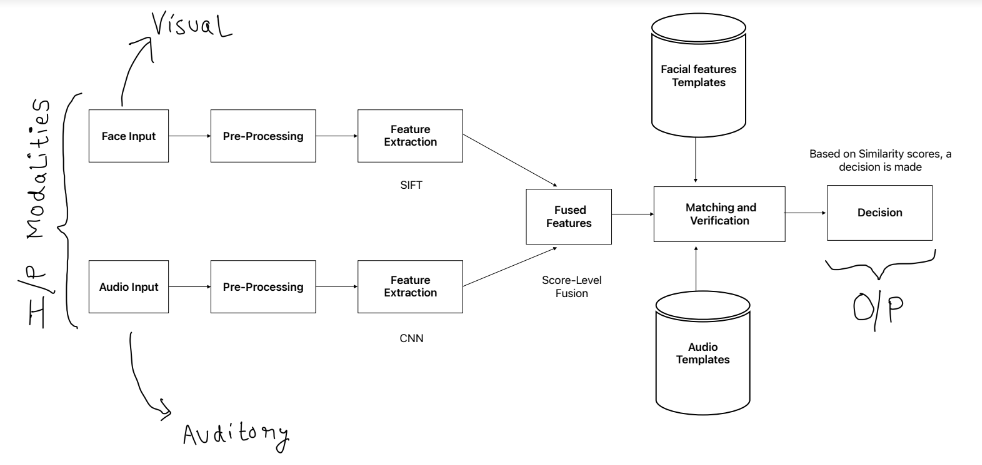 Visual
Facial features
Templates
I/P Modalities
Face Input
Pre-Processing
Feature
Extraction
SIFT
Based on Similarity scores, a
decision is made
Fused
Features
Matching and
Verification
Decision
Audio Input
Pre-Processing
Feature
Extraction
CNN
Score-Level
Fusion
O/P
Audio
Templates
Auditory